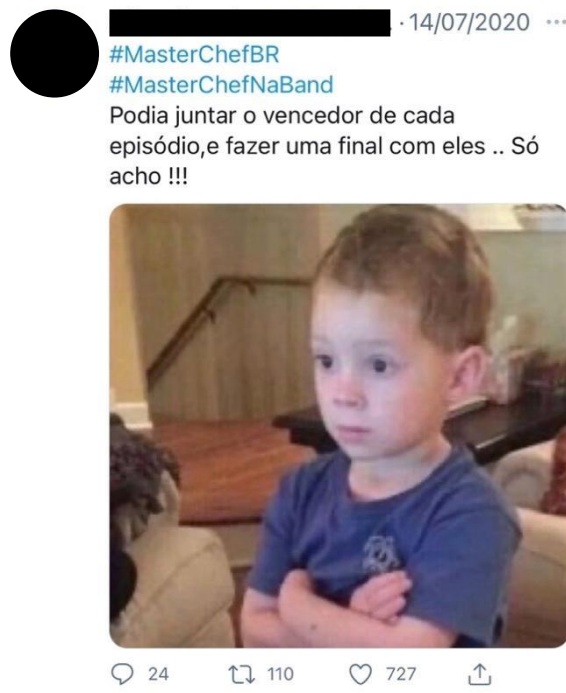 · 14/07/2020 ···
#MasterChefBR
#MasterChefNaBand
Podia juntar o vencedor de cada
episódio,e fazer uma final com eles .. Só
acho !!!
24 110 727